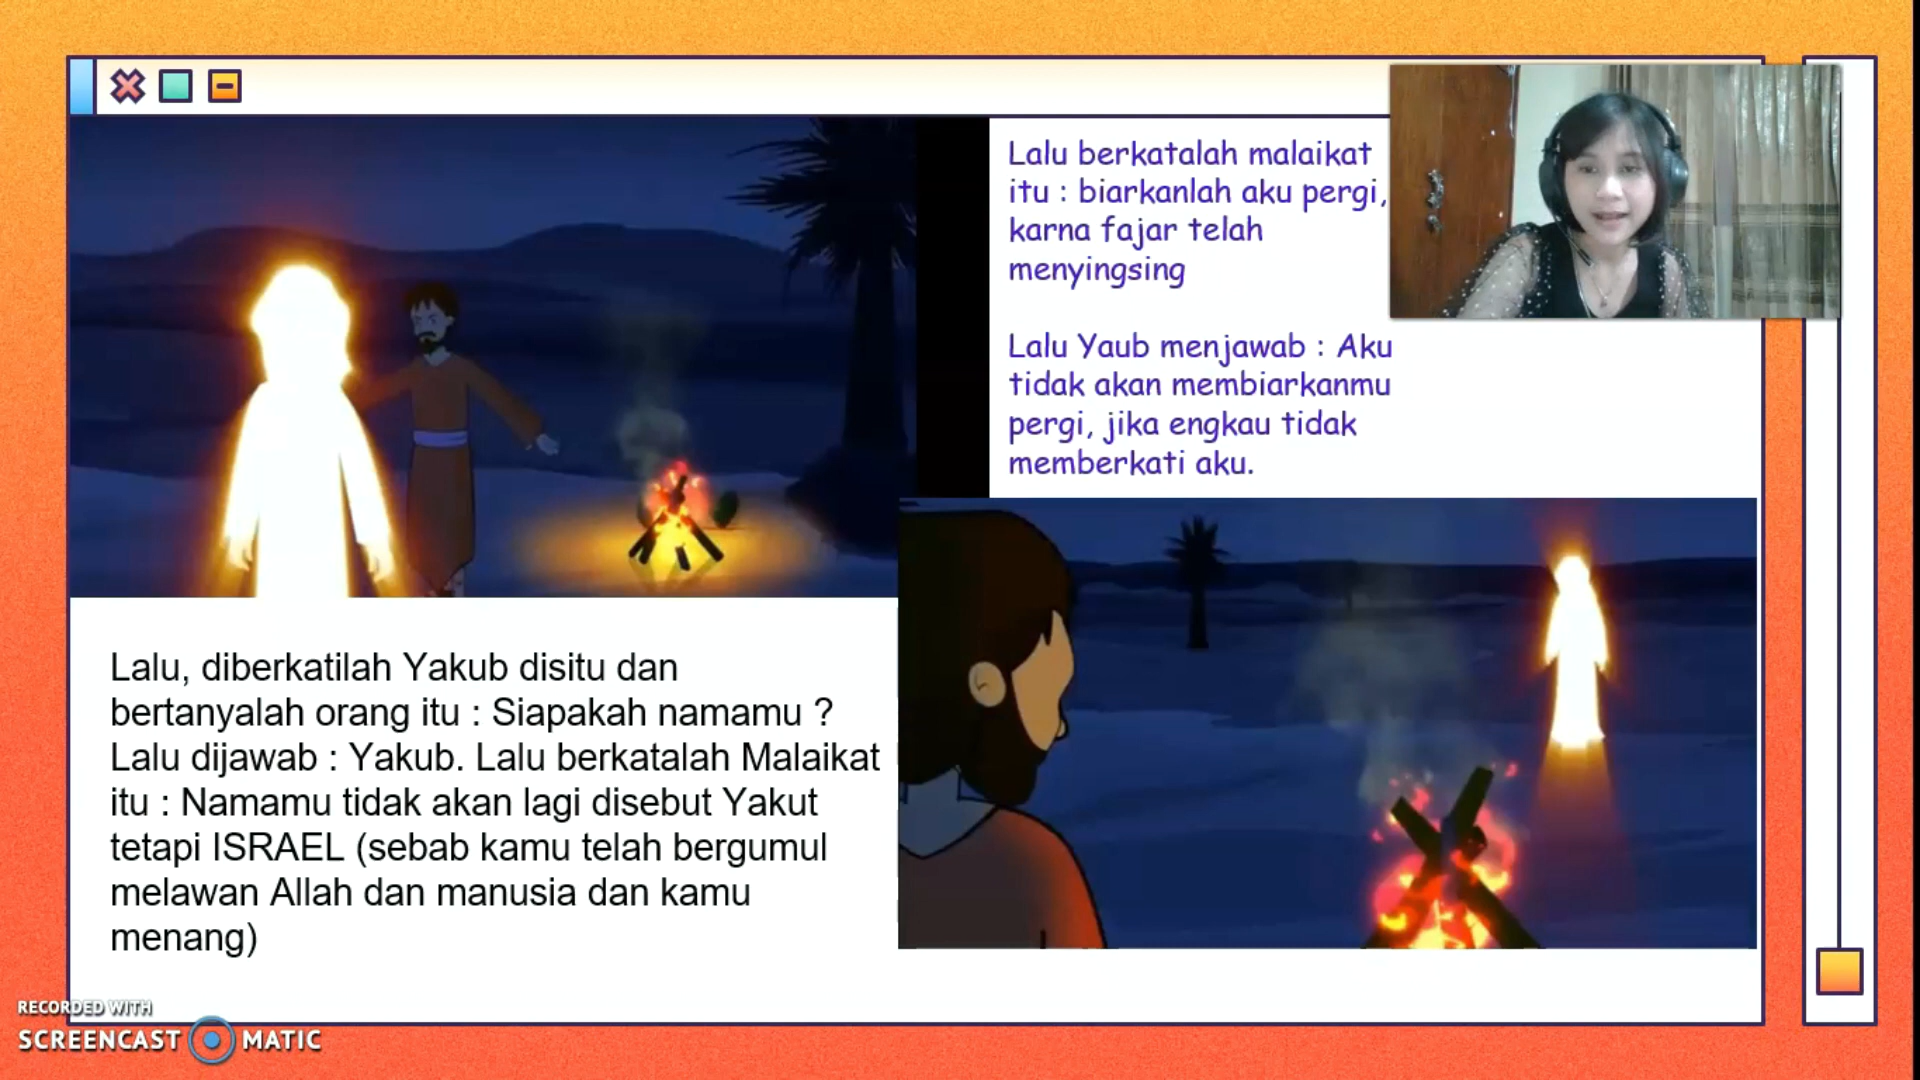 Lalu berkatalah malaikat
itu : biarkanlah aku pergi,
karna fajar telah
menyingsing
Lalu Yaub menjawab : Aku
tidak akan membiarkanmu
pergi, jika engkau tidak
memberkati aku.
Lalu, diberkatilah Yakub disitu dan
bertanyalah orang itu : Siapakah namamu ?
Lalu dijawab : Yakub. Lalu berkatalah Malaikat
itu : Namamu tidak akan lagi disebut Yakut
tetapi ISRAEL (sebab kamu telah bergumul
melawan Allah dan manusia dan kamu
menang)
RECORDED WITH
SCREENCAST MATIC